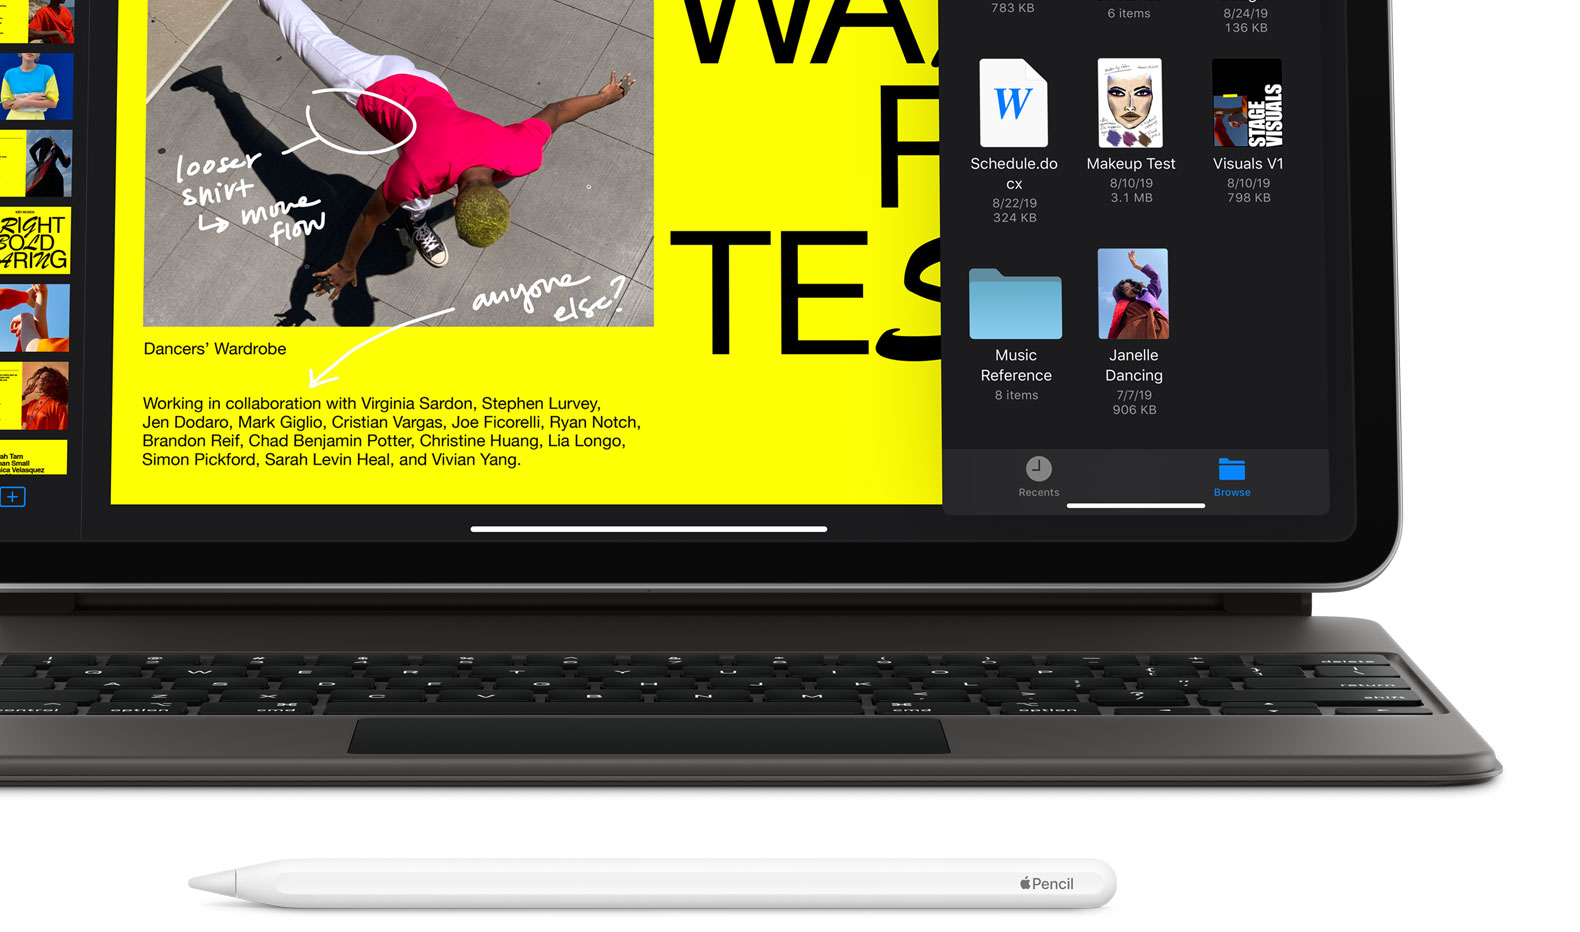 783 KB
6 items
8/24/19
136 KB
WA
W
STAGE
VISUALS
Schedule.do
cx
8/22/19
324 KB
Makeup Test
8/10/19
3.1 MB
Visuals V1
8/10/19
798 KB
looser
shirt
↳ move
flow
anyone
else?
TES
Dancers’ Wardrobe
Working in collaboration with Virginia Sardon, Stephen Lurvey,
Jen Dodaro, Mark Giglio, Cristian Vargas, Joe Ficorelli, Ryan Notch,
Brandon Reif, Chad Benjamin Potter, Christine Huang, Lia Longo,
Simon Pickford, Sarah Levin Heal, and Vivian Yang.
RIGHT
BOLD
ARING
ah Tam
an Small
ica Velasquez
Music
Reference
8 items
Janelle
Dancing
7/7/19
906 KB
Recents
Browse
! @ # $ % ^ & * ( ) — +
delete
Q W E R T Y U I O P { } \
A S D F G H J K L : "
return
Z X C V B N M < > ?
shift
control option cmd cmd option
Pencil